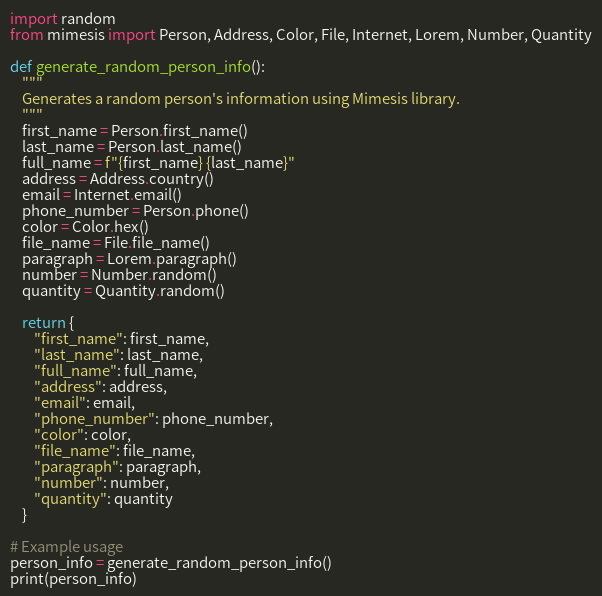 import random
from mimesis import Person, Address, Color, File, Internet, Lorem, Number, Quantity

def generate_random_person_info():
    """
    Generates a random person's information using Mimesis library.
    """
    first_name = Person.first_name()
    last_name = Person.last_name()
    full_name = f"{first_name} {last_name}"
    address = Address.country()
    email = Internet.email()
    phone_number = Person.phone()
    color = Color.hex()
    file_name = File.file_name()
    paragraph = Lorem.paragraph()
    number = Number.random()
    quantity = Quantity.random()

    return {
        "first_name": first_name,
        "last_name": last_name,
        "full_name": full_name,
        "address": address,
        "email": email,
        "phone_number": phone_number,
        "color": color,
        "file_name": file_name,
        "paragraph": paragraph,
        "number": number,
        "quantity": quantity
    }

# Example usage
person_info = generate_random_person_info()
print(person_info)